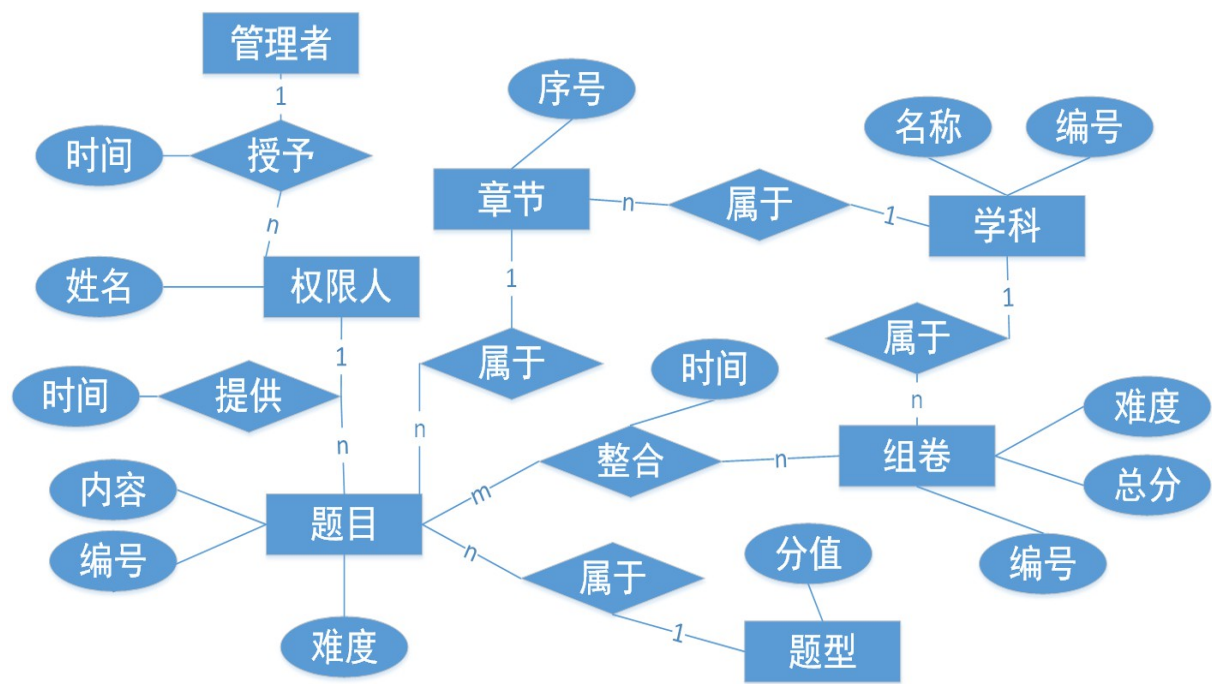 管理者
1
序号
名称
编号
时间
授予
章节
n
属于
1
学科
n
姓名
权限人
1
1
1
属于
属于
时间
时间
提供
n
n
n
难度
整合
n
组卷
内容
m
总分
题目
n
编号
分值
编号
属于
难度
1
题型